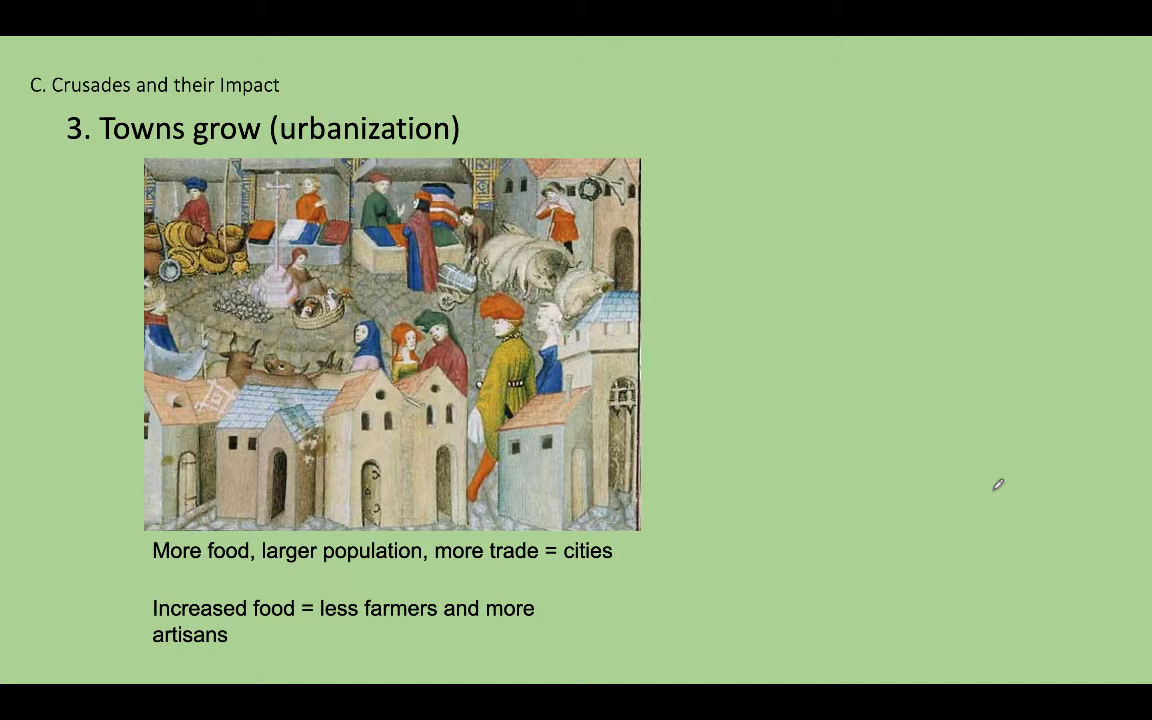 C. Crusades and their Impact
3. Towns grow (urbanization)
More food, larger population, more trade = cities
Increased food = less farmers and more
artisans